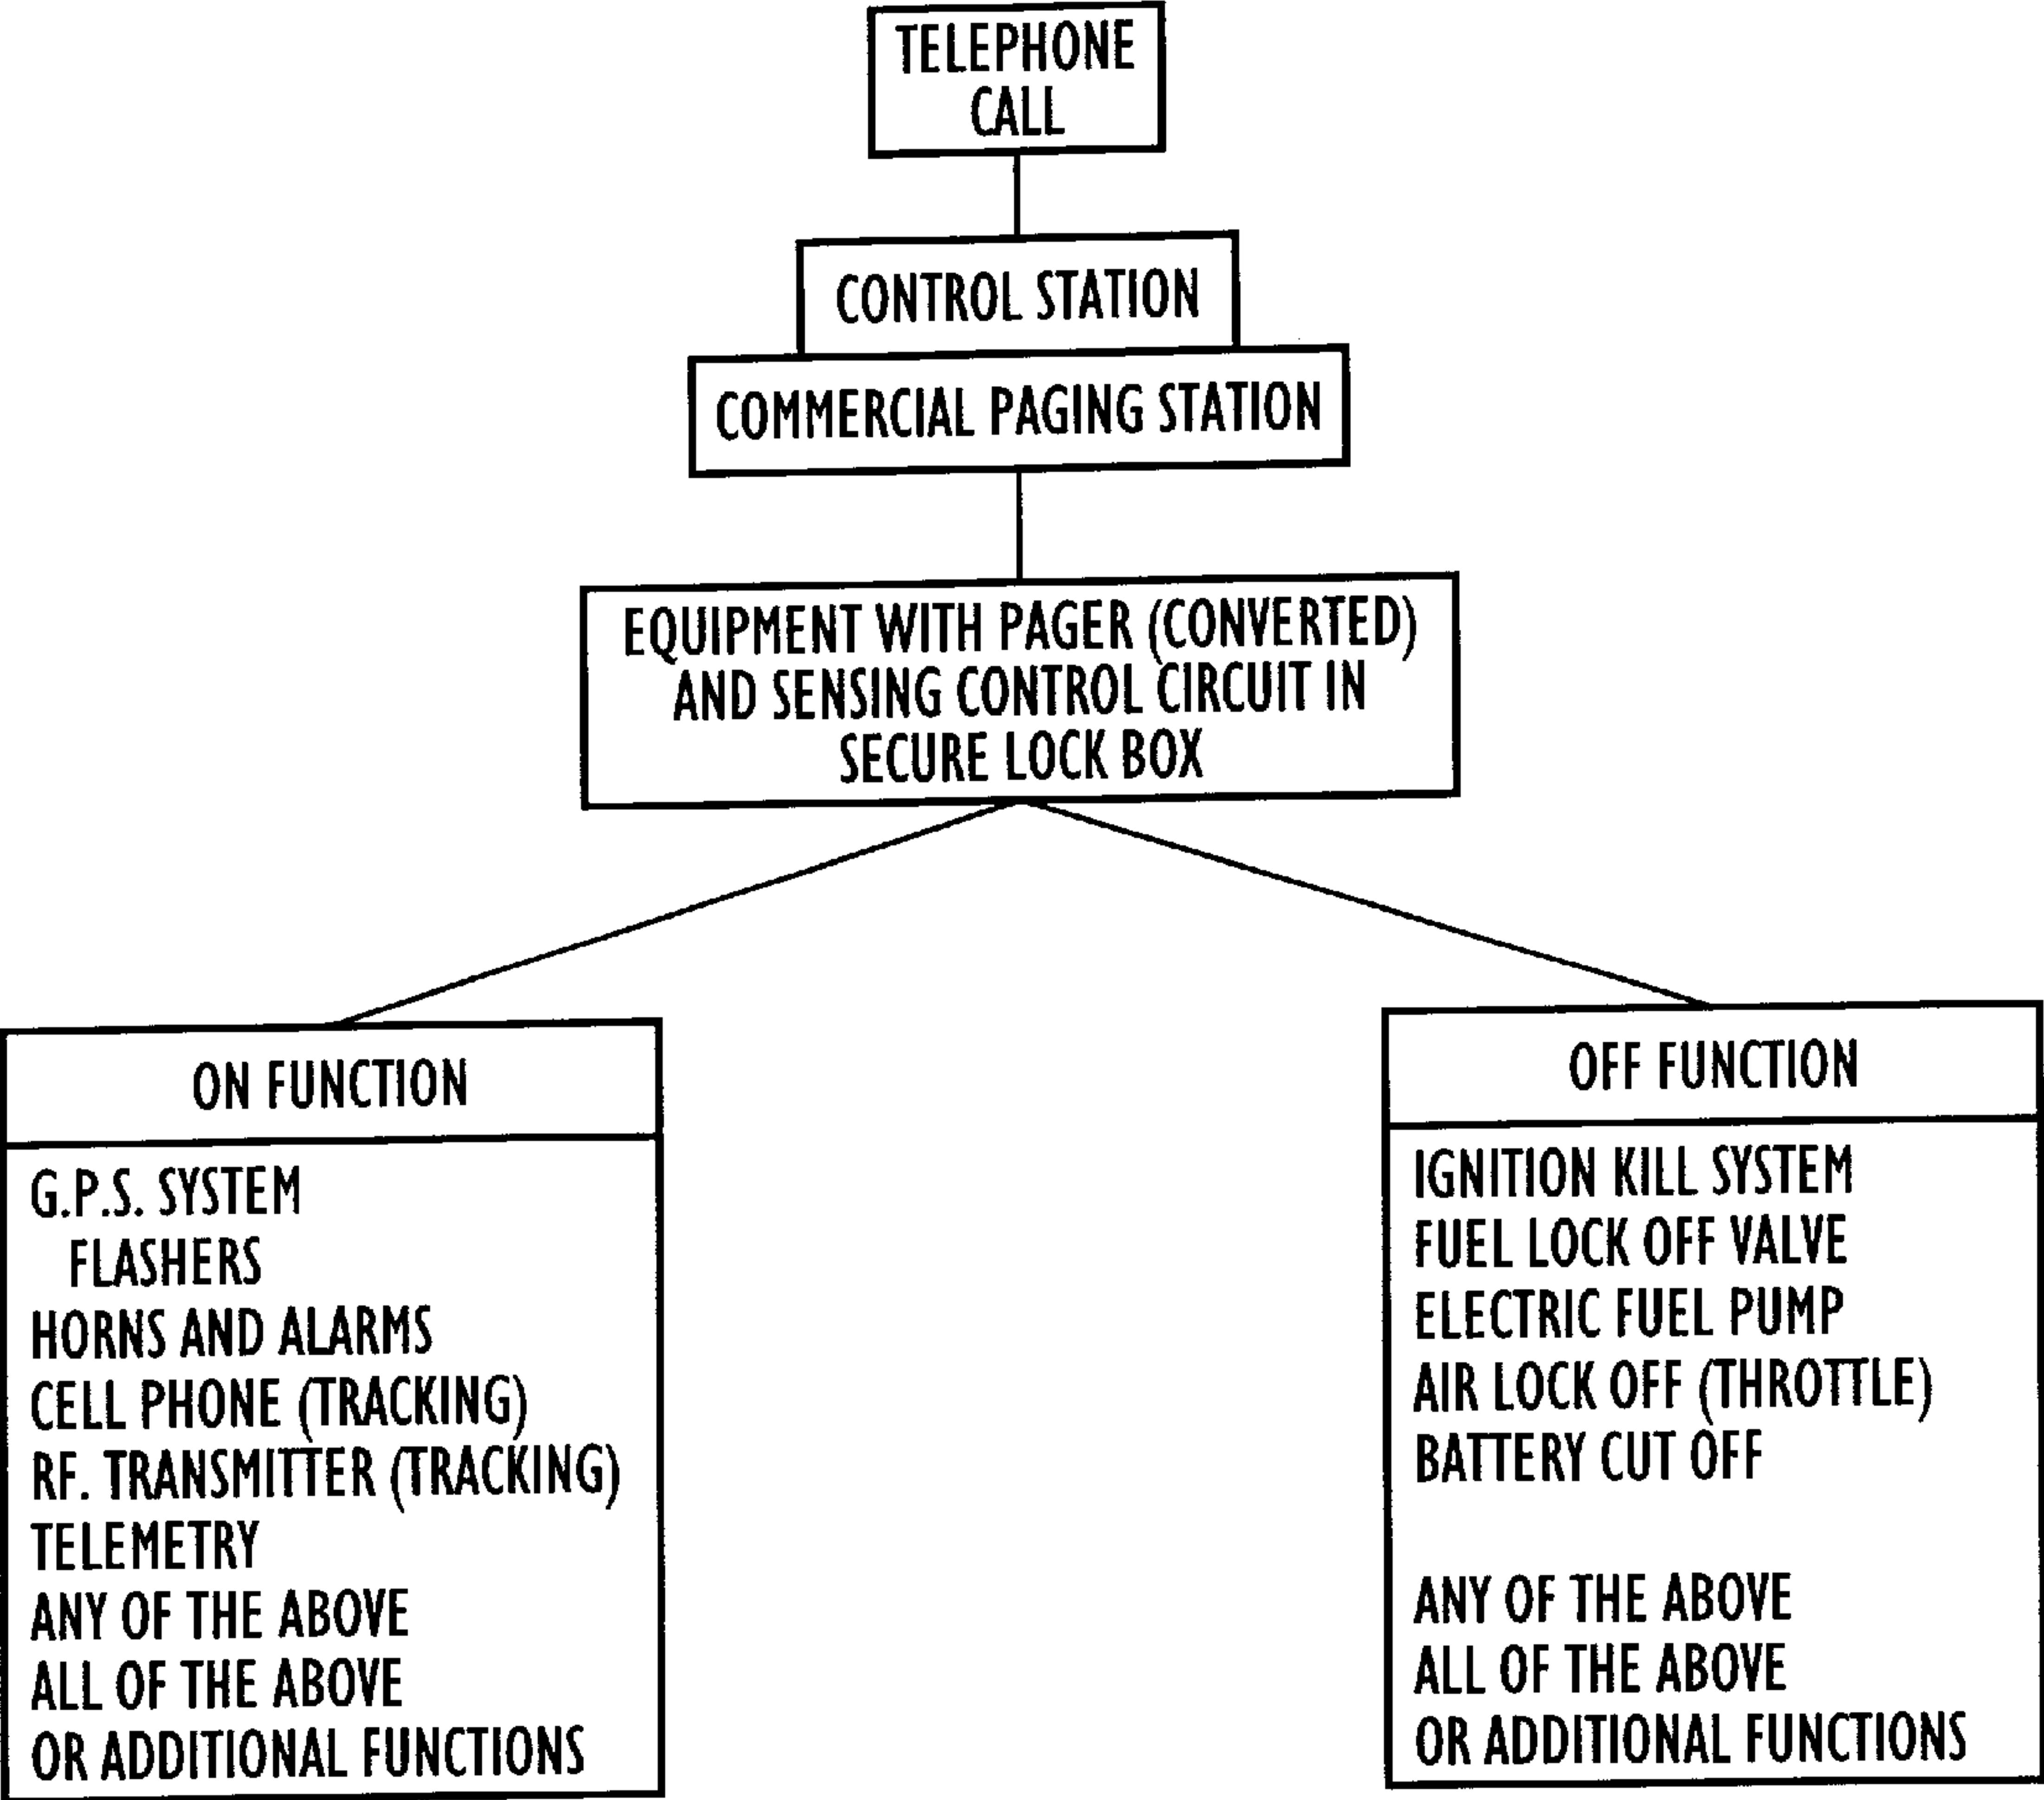 TELEPHONE
CALL
CONTROL STATION
COMMERCIAL PAGING STATION
EQUIPMENT WITH PAGER (CONVERTED)
AND SENSING CONTROL CIRCUIT IN
SECURE LOCK BOX
ON FUNCTION
G.P.S. SYSTEM
FLASHERS
HORNS AND ALARMS
CELL PHONE (TRACKING)
RF. TRANSMITTER (TRACKING)
TELEMETRY
ANY OF THE ABOVE
ALL OF THE ABOVE
OR ADDITIONAL FUNCTIONS
OFF FUNCTION
IGNITION KILL SYSTEM
FUEL LOCK OFF VALVE
ELECTRIC FUEL PUMP
AIR LOCK OFF (THROTTLE)
BATTERY CUT OFF
ANY OF THE ABOVE
ALL OF THE ABOVE
OR ADDITIONAL FUNCTIONS